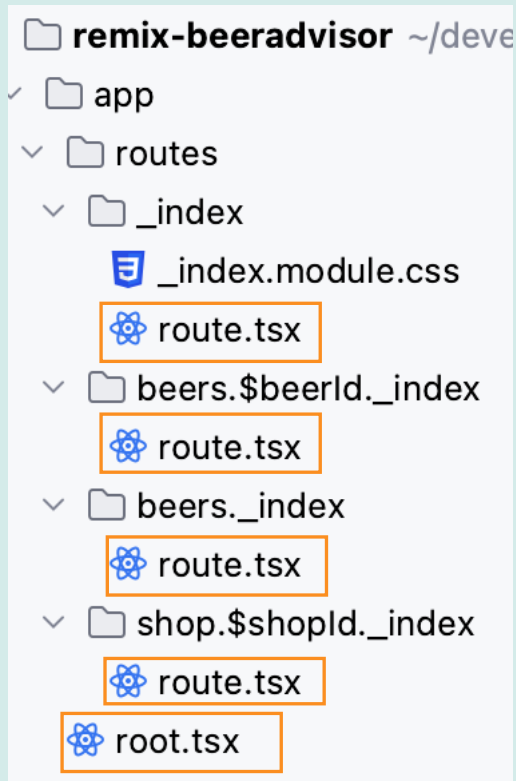 remix-beeradvisor ~/deve
app
routes
_index
_index.module.css
route.tsx
beers.$beerId._index
route.tsx
beers._index
route.tsx
shop.$shopId._index
route.tsx
root.tsx